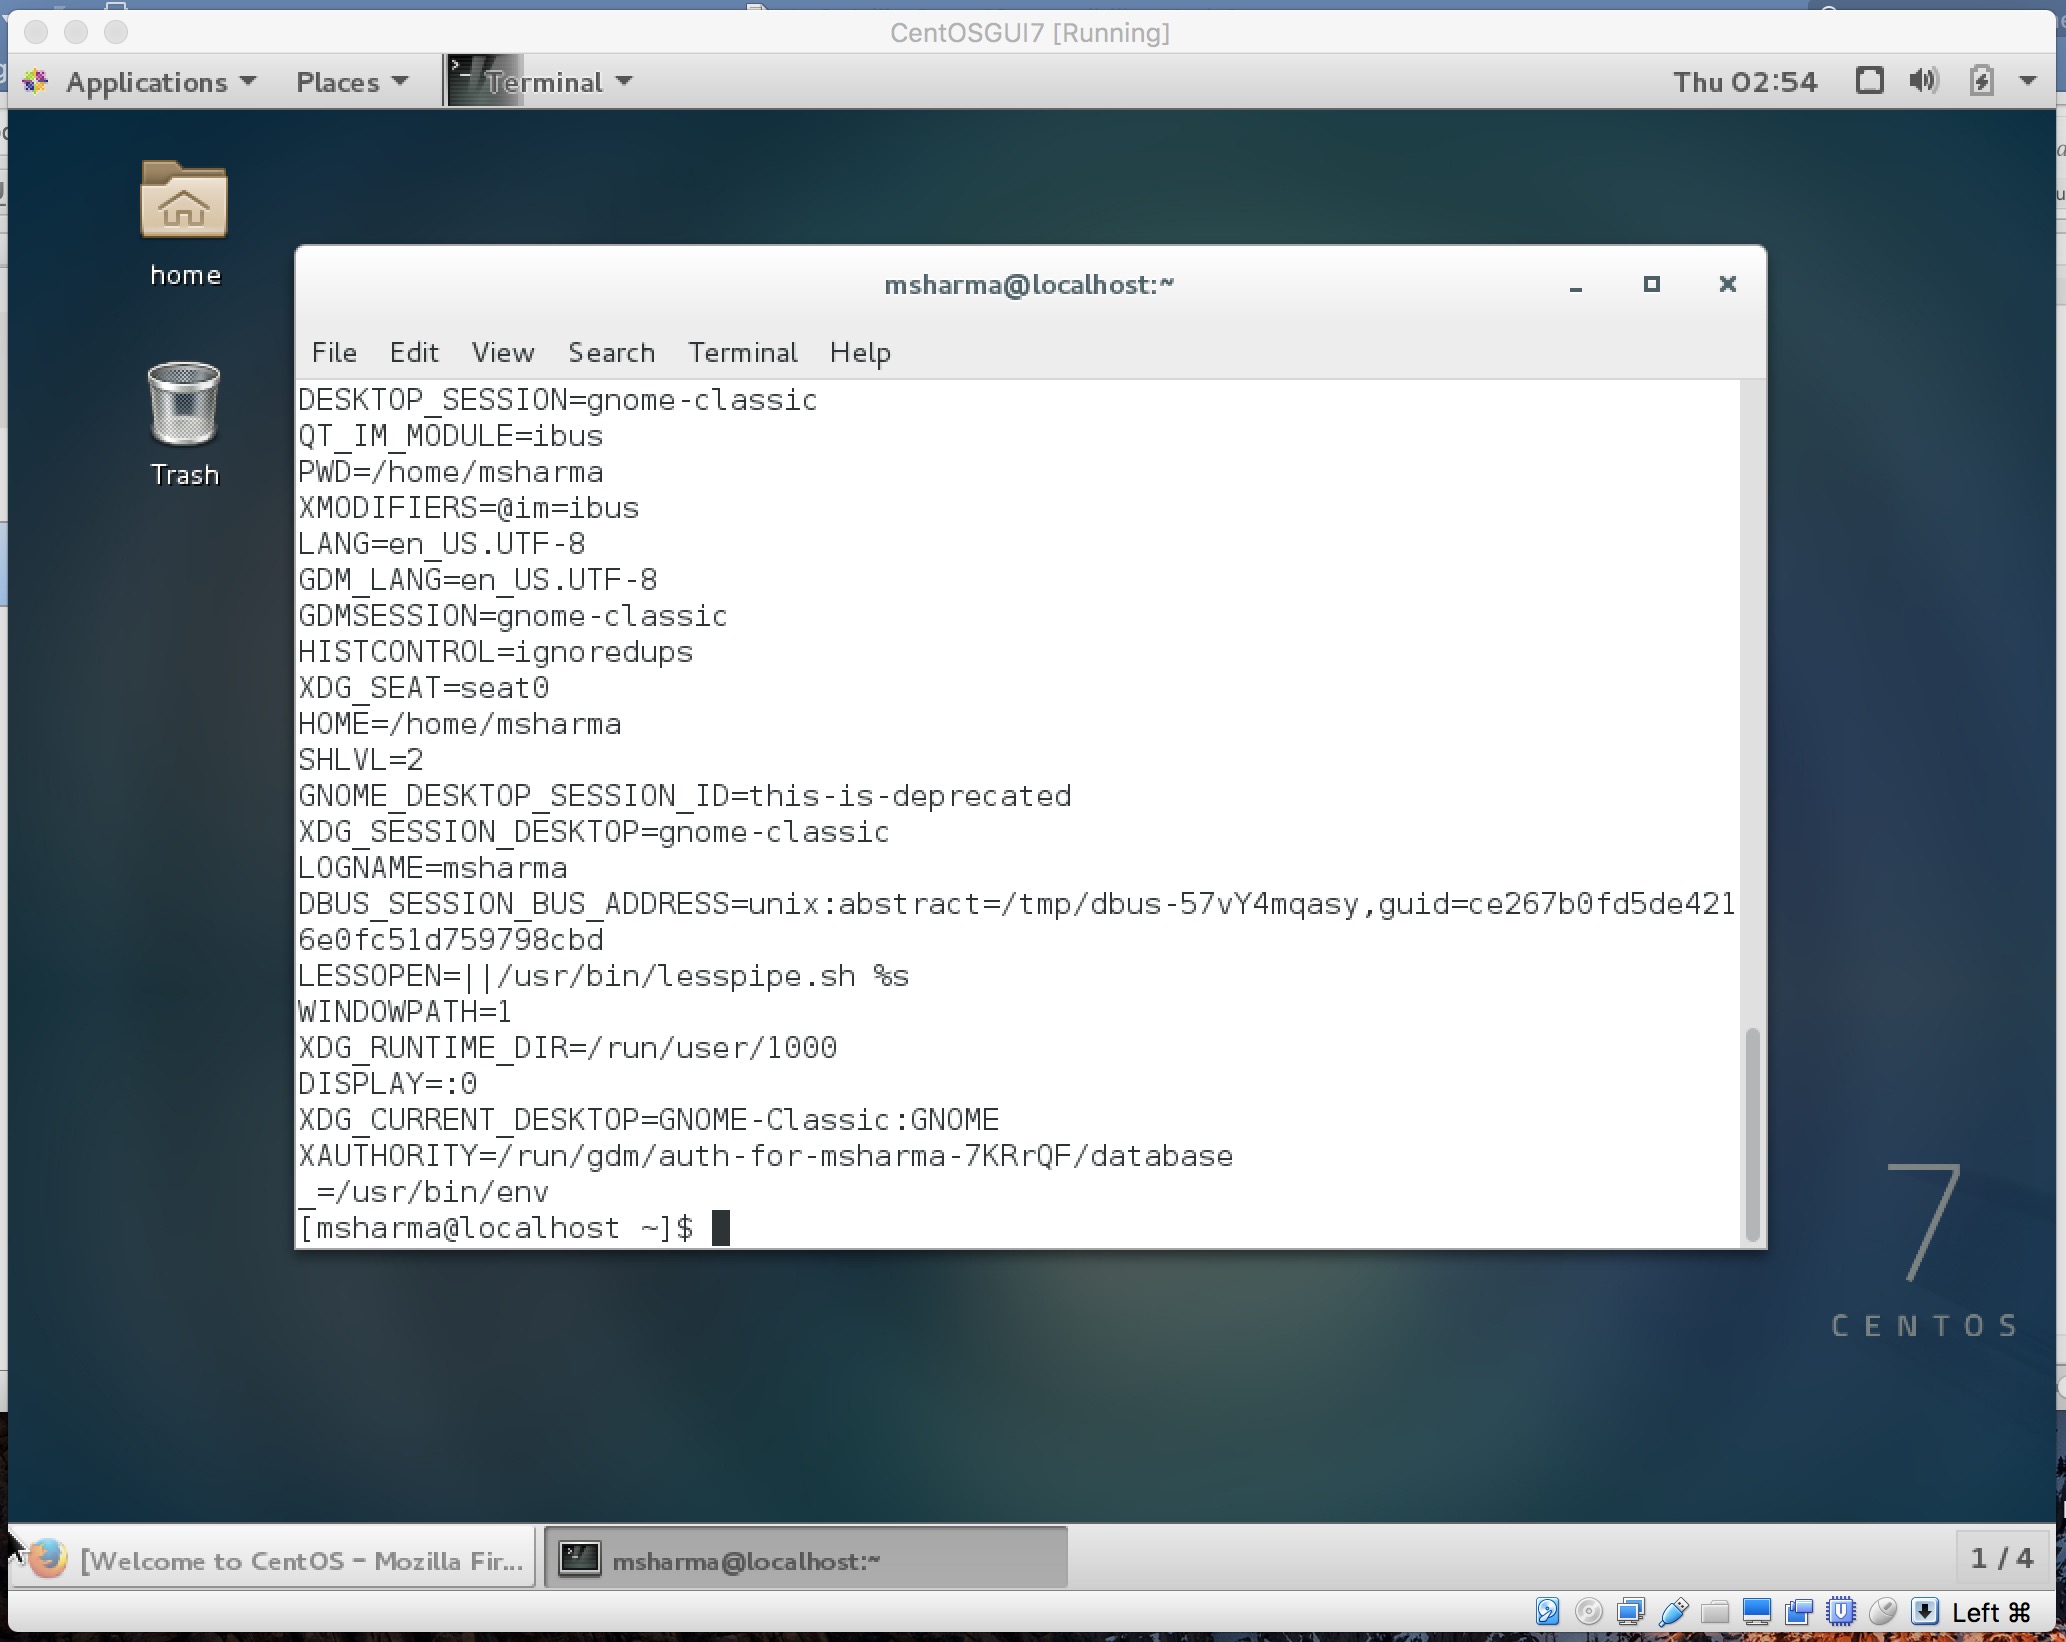 CentOSGUI7 [Running]
Applications Places Terminal Thu 02:54
home
Trash
msharma@localhost:~
File Edit View Search Terminal Help
DESKTOP_SESSION=gnome-classic
QT_IM_MODULE=ibus
PWD=/home/msharma
XMODIFIERS=@im=ibus
LANG=en_US.UTF-8
GDM_LANG=en_US.UTF-8
GDMSESSION=gnome-classic
HISTCONTROL=ignoredups
XDG_SEAT=seat0
HOME=/home/msharma
SHLVL=2
GNOME_DESKTOP_SESSION_ID=this-is-deprecated
XDG_SESSION_DESKTOP=gnome-classic
LOGNAME=msharma
DBUS_SESSION_BUS_ADDRESS=unix:abstract=/tmp/dbus-57vY4mqasy,guid=ce267b0fd5de421
6e0fc51d759798cbd
LESSOPEN=||/usr/bin/lesspipe.sh %s
WINDOWPATH=1
XDG_RUNTIME_DIR=/run/user/1000
DISPLAY=:0
XDG_CURRENT_DESKTOP=GNOME-Classic:GNOME
XAUTHORITY=/run/gdm/auth-for-msharma-7KRrQF/database
_=/usr/bin/env
[msharma@localhost ~]$
7
CENTOS
[Welcome to CentOS – Mozilla Fir... msharma@localhost:~ 1 / 4
Left ⌘